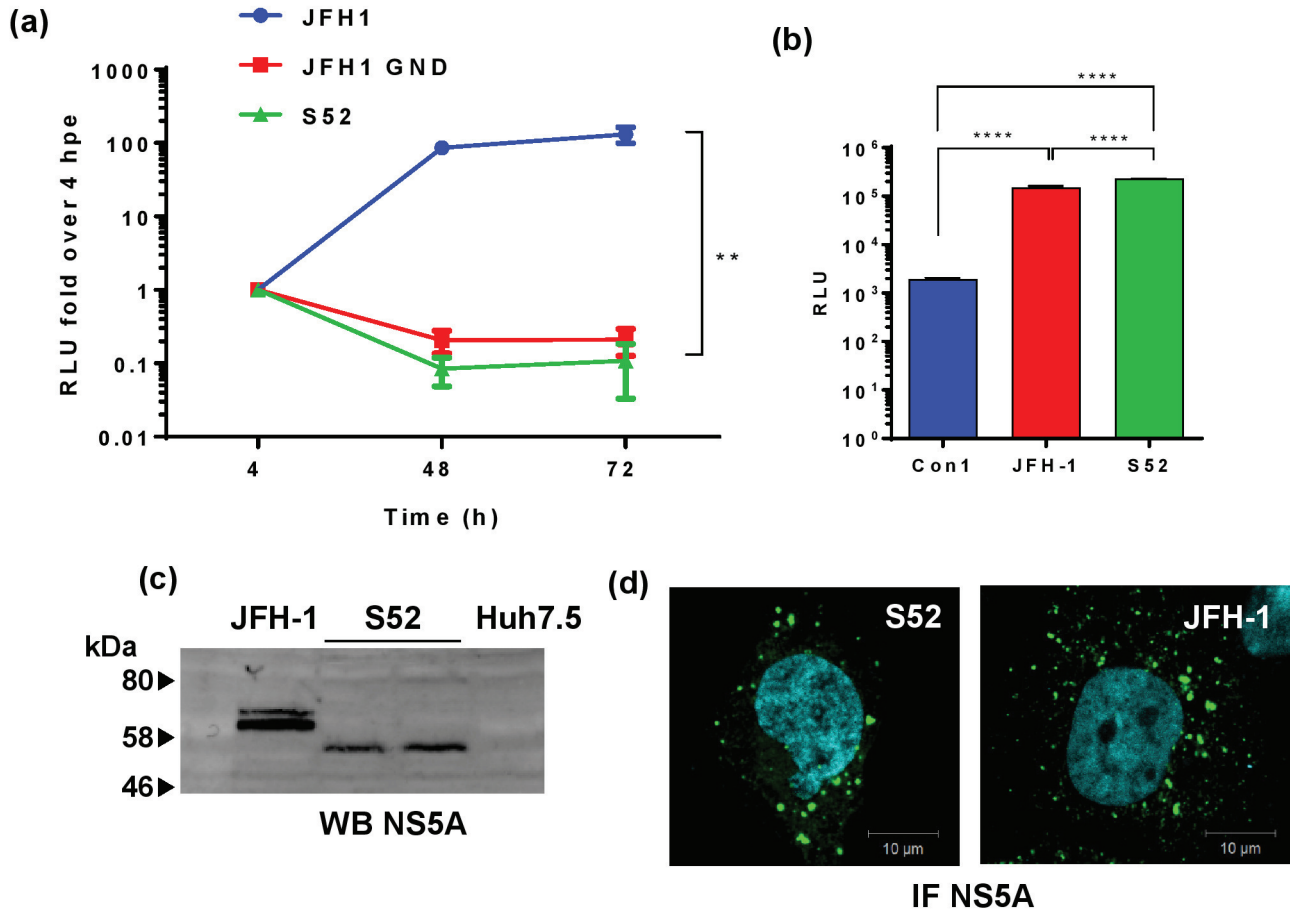 (a)
JFH1
JFH1 GND
S52
RLU fold over 4 hpe
1000
100
10
1
0.1
0.01
4 48 72
Time (h)
**
(b)
****
**** ****
RLU
10⁶
10⁵
10⁴
10³
10²
10¹
10⁰
Con1 JFH-1 S52
(c)
JFH-1 S52 Huh7.5
kDa
80
58
46
WB NS5A
(d)
S52
10 µm
JFH-1
10 µm
IF NS5A